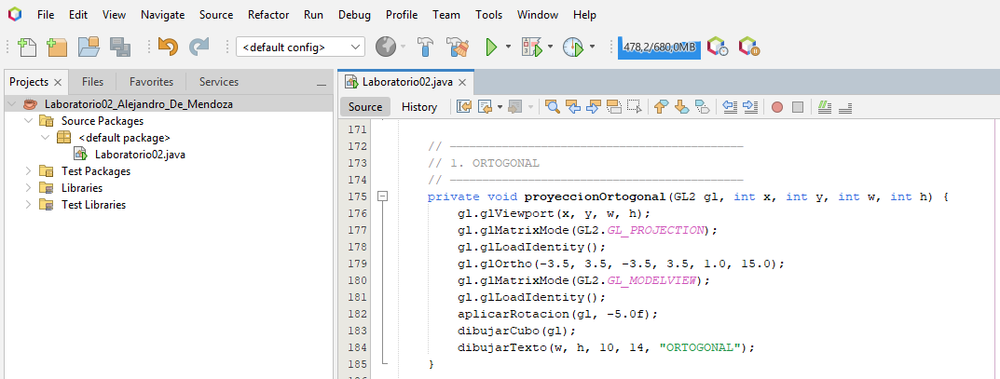 File Edit View Navigate Source Refactor Run Debug Profile Team Tools Window Help
<default config>
478,2/680,0MB
Projects Files Favorites Services
Laboratorio02.java
Laboratorio02_Alejandro_De_Mendoza
Source Packages
<default package>
Laboratorio02.java
Test Packages
Libraries
Test Libraries
Source History
171
172 // ────────────────────────────────────────
173 // 1. ORTOGONAL
174 // ────────────────────────────────────────
175 private void proyeccionOrtogonal(GL2 gl, int x, int y, int w, int h) {
176 gl.glViewport(x, y, w, h);
177 gl.glMatrixMode(GL2.GL_PROJECTION);
178 gl.glLoadIdentity();
179 gl.glOrtho(-3.5, 3.5, -3.5, 3.5, 1.0, 15.0);
180 gl.glMatrixMode(GL2.GL_MODELVIEW);
181 gl.glLoadIdentity();
182 aplicarRotacion(gl, -5.0f);
183 dibujarCubo(gl);
184 dibujarTexto(w, h, 10, 14, "ORTOGONAL");
185 }